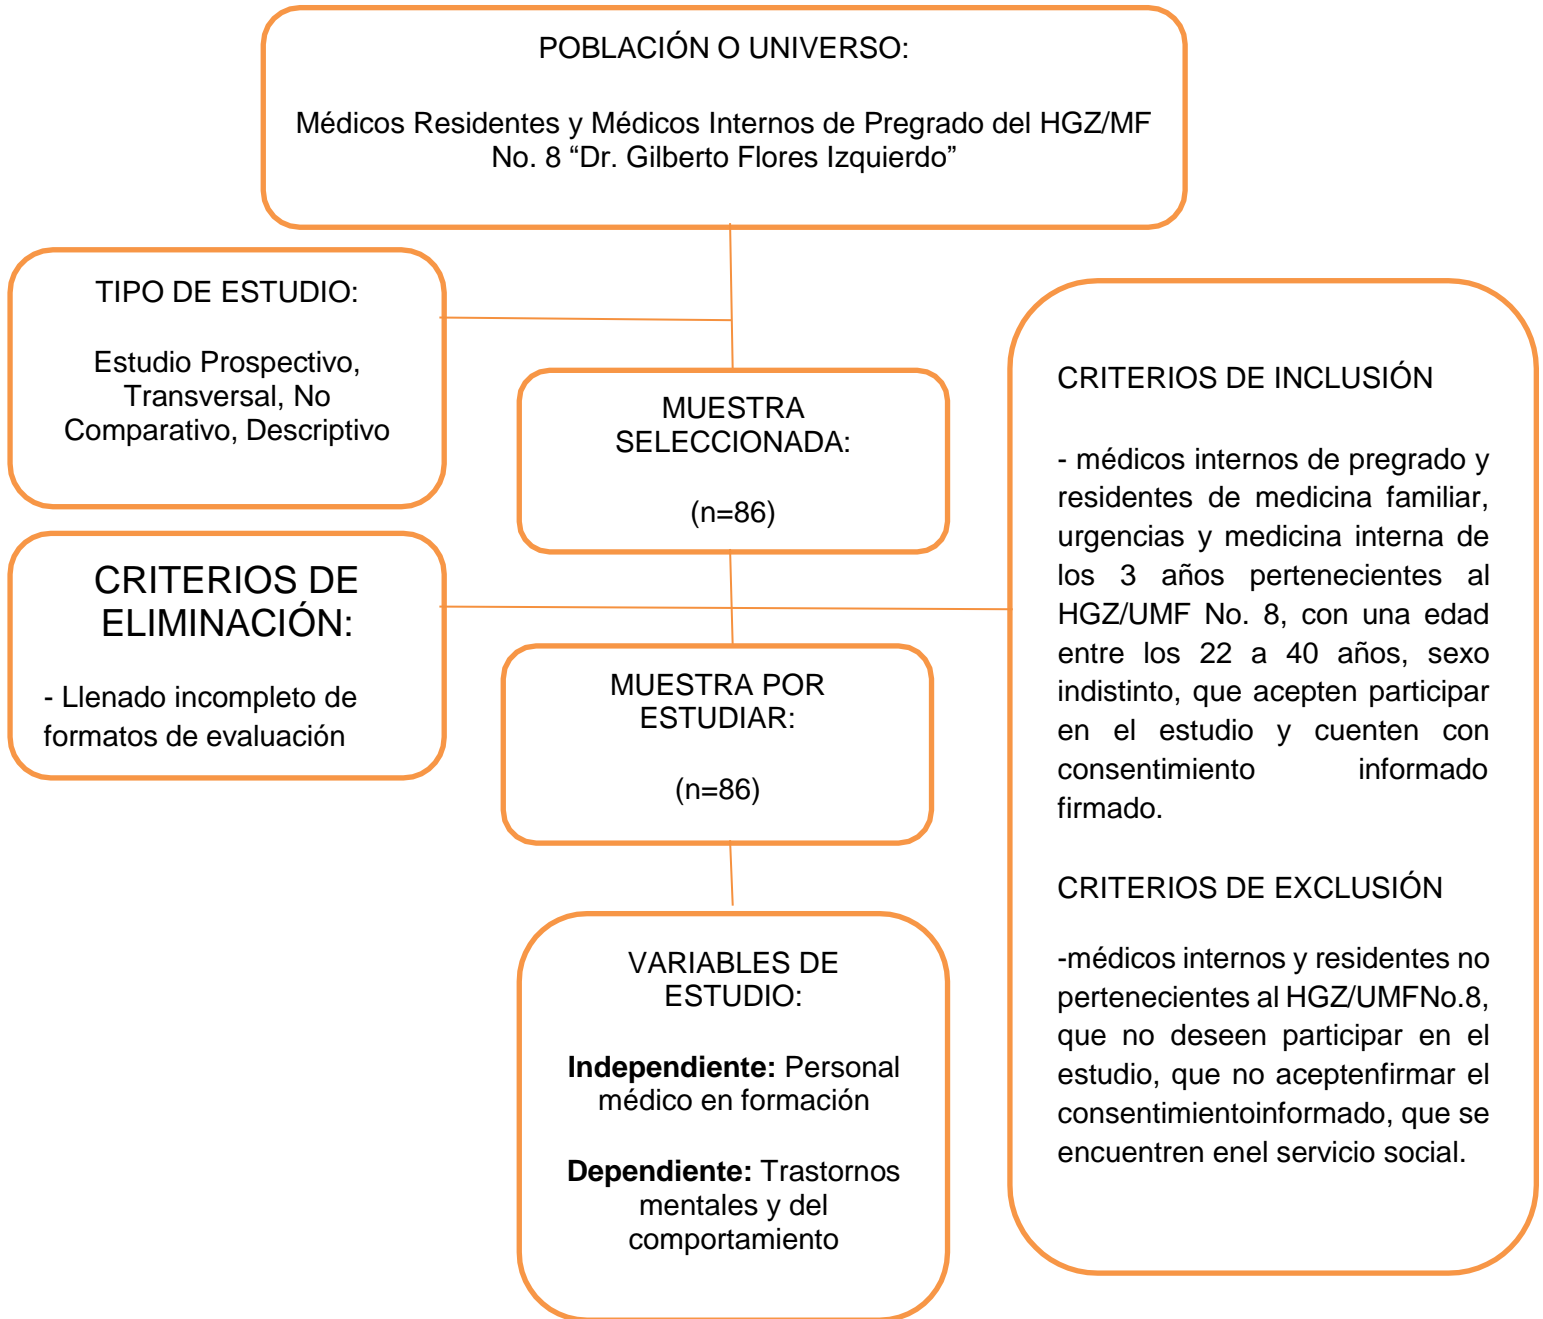 POBLACIÓN O UNIVERSO:
Médicos Residentes y Médicos Internos de Pregrado del HGZ/MF
No. 8 “Dr. Gilberto Flores Izquierdo”
TIPO DE ESTUDIO:
Estudio Prospectivo,
Transversal, No
Comparativo, Descriptivo
MUESTRA
SELECCIONADA:
(n=86)
CRITERIOS DE
ELIMINACIÓN:
- Llenado incompleto de
formatos de evaluación
MUESTRA POR
ESTUDIAR:
(n=86)
VARIABLES DE
ESTUDIO:
Independiente: Personal
médico en formación
Dependiente: Trastornos
mentales y del
comportamiento
CRITERIOS DE INCLUSIÓN
- médicos internos de pregrado y
residentes de medicina familiar,
urgencias y medicina interna de
los 3 años pertenecientes al
HGZ/UMF No. 8, con una edad
entre los 22 a 40 años, sexo
indistinto, que acepten participar
en el estudio y cuenten con
consentimiento informado
firmado.
CRITERIOS DE EXCLUSIÓN
-médicos internos y residentes no
pertenecientes al HGZ/UMFNo.8,
que no deseen participar en el
estudio, que no aceptenfirmar el
consentimientoinformado, que se
encuentren enel servicio social.